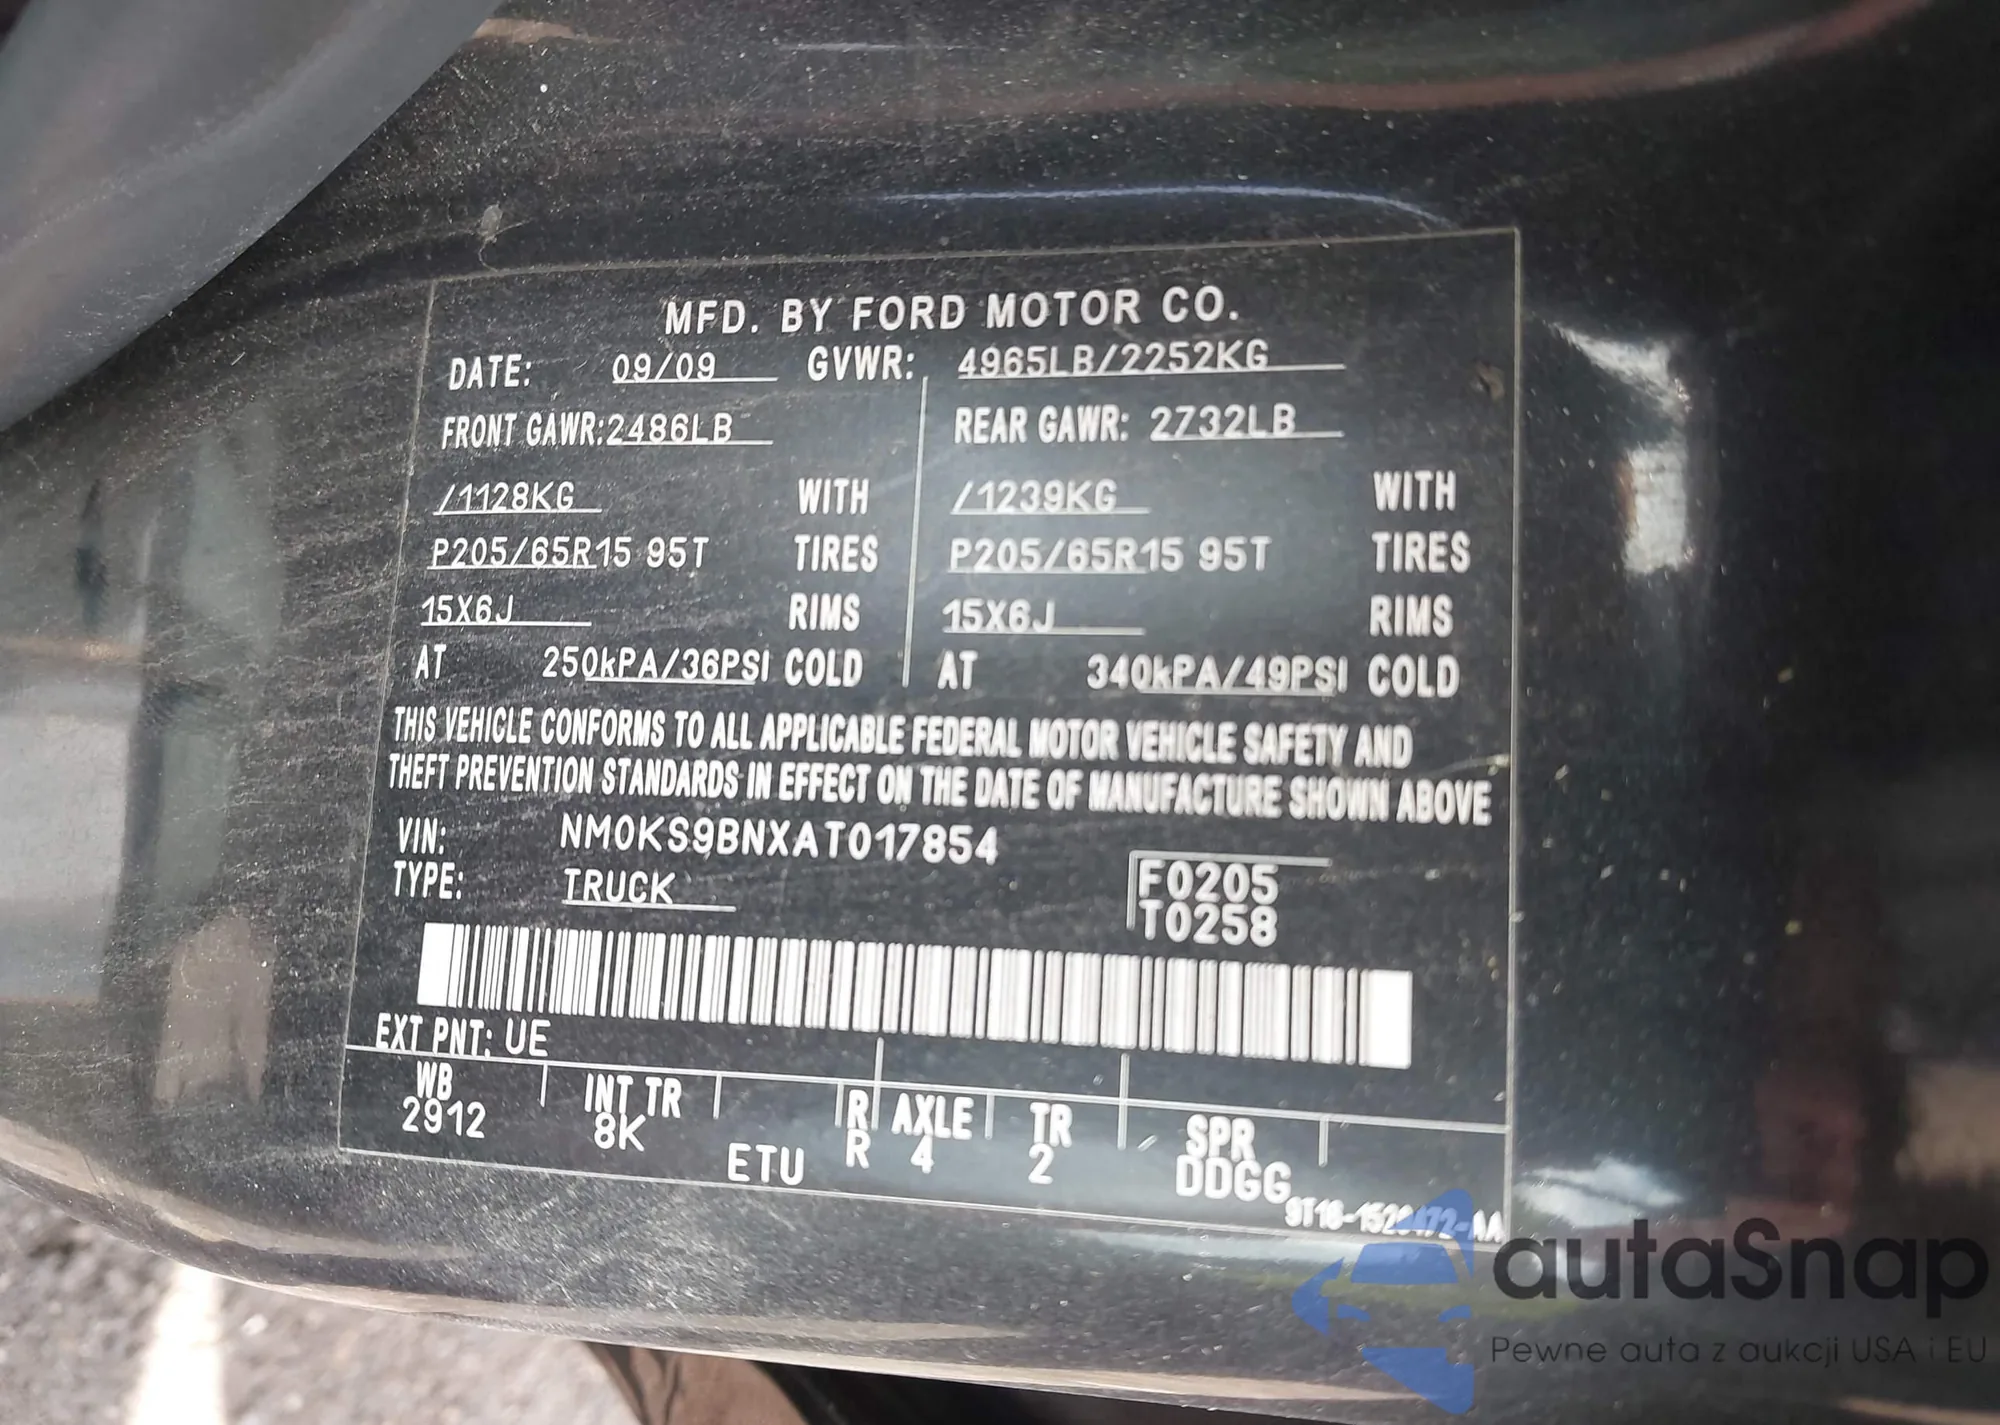 MFD. BY FORD MOTOR CO.
DATE: 09/09 GVWR: 4965LB/2252KG
FRONT GAWR:2486LB REAR GAWR: 2732LB
/1128KG WITH /1239KG WITH
P205/65R15 95T TIRES P205/65R15 95T TIRES
15X6J RIMS 15X6J RIMS
AT 250kPA/36PSI COLD AT 340kPA/49PSI COLD
THIS VEHICLE CONFORMS TO ALL APPLICABLE FEDERAL MOTOR VEHICLE SAFETY AND
THEFT PREVENTION STANDARDS IN EFFECT ON THE DATE OF MANUFACTURE SHOWN ABOVE
VIN: NM0KS9BNXAT017854
TYPE: TRUCK
F0205
T0258
EXT PNT: UE
WB INT TR R AXLE TR SPR
2912 8K ETU R 4 2 DDGG
autaSnap
Pewne auta z aukcji USA i EU